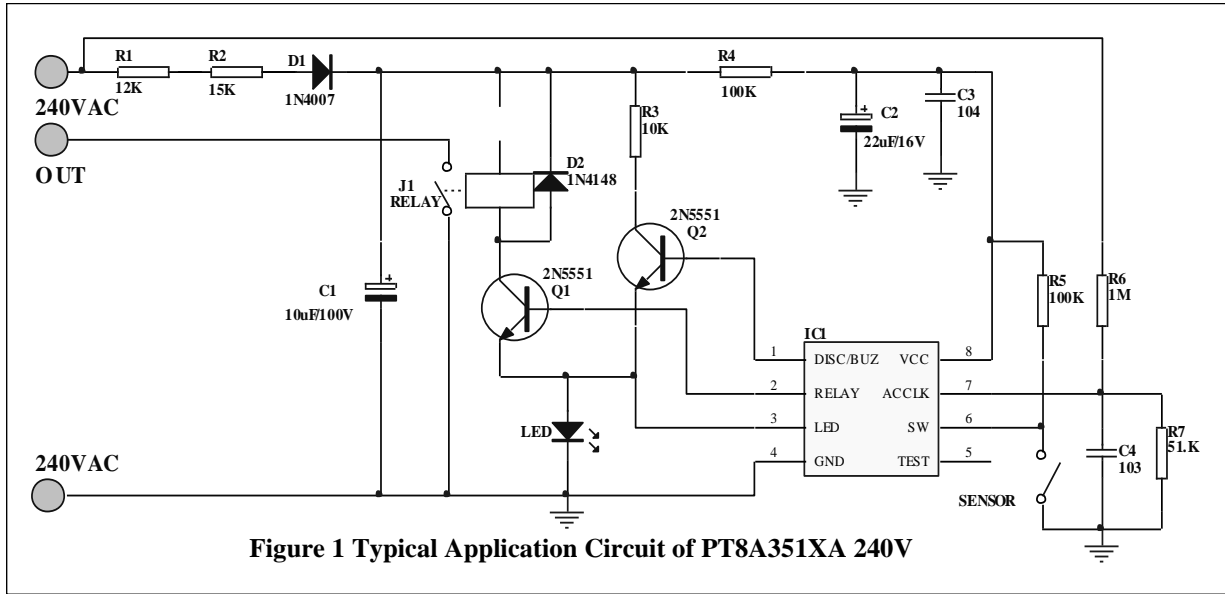 R1
12K
R2
15K
D1
1N4007
R4
100K
240VAC
OUT
R3
10K
C2
22uF/16V
C3
104
J1
RELAY
D2
1N4148
2N5551
Q2
2N5551
Q1
C1
10uF/100V
R5
100K
R6
1M
IC1
1 DISC/BUZ VCC 8
2 RELAY ACCLK 7
3 LED SW 6
4 GND TEST 5
LED
R7
51.K
C4
103
SENSOR
240VAC
Figure 1 Typical Application Circuit of PT8A351XA 240V